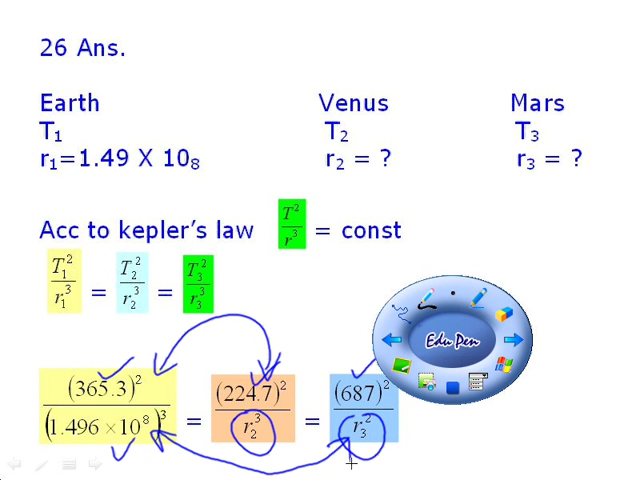 26 Ans.
Earth Venus Mars
T₁ T₂ T₃
r₁=1.49 X 10₈ r₂ = ? r₃ = ?
Acc to kepler's law T²/r³ = const
T₁²/r₁³ = T₂²/r₂³ = T₃²/r₃³
Edu Pen
(365.3)²/(1.496×10⁸)³ = (224.7)²/r₂³ = (687)²/r₃²